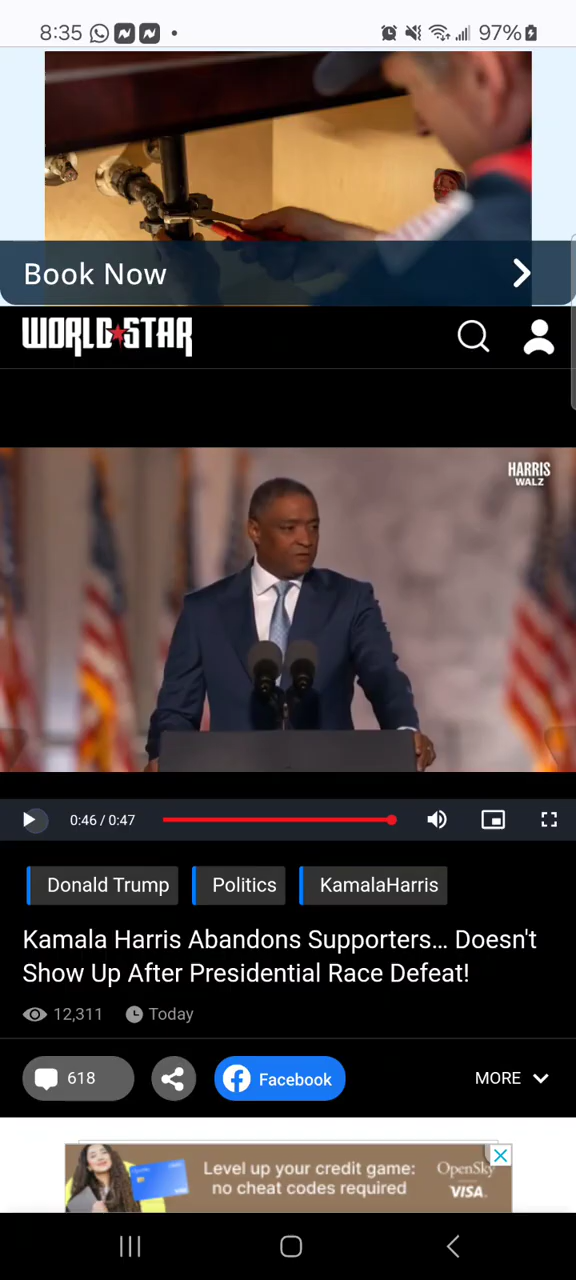 8:35
97%
Book Now
WORLD STAR
HARRIS
WALZ
0:46 / 0:47
Donald Trump Politics KamalaHarris
Kamala Harris Abandons Supporters... Doesn't
Show Up After Presidential Race Defeat!
12,311 Today
618 Facebook MORE
Level up your credit game:
no cheat codes required
OpenSky
VISA